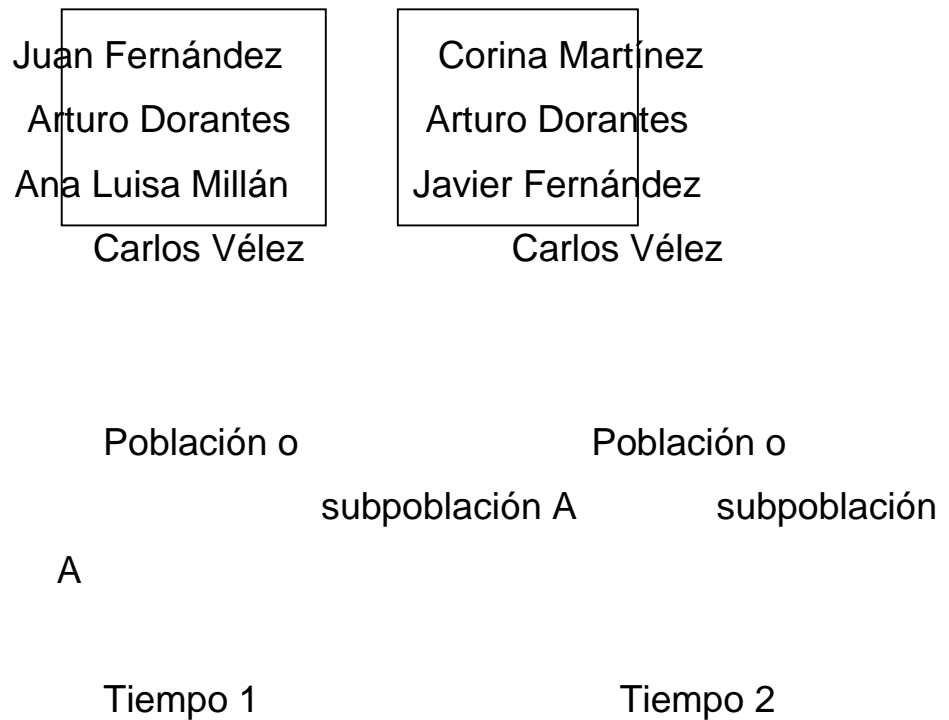 Juan Fernández Corina Martínez
Arturo Dorantes Arturo Dorantes
Ana Luisa Millán Javier Fernández
Carlos Vélez Carlos Vélez
Población o Población o
subpoblación A subpoblación
A
Tiempo 1 Tiempo 2